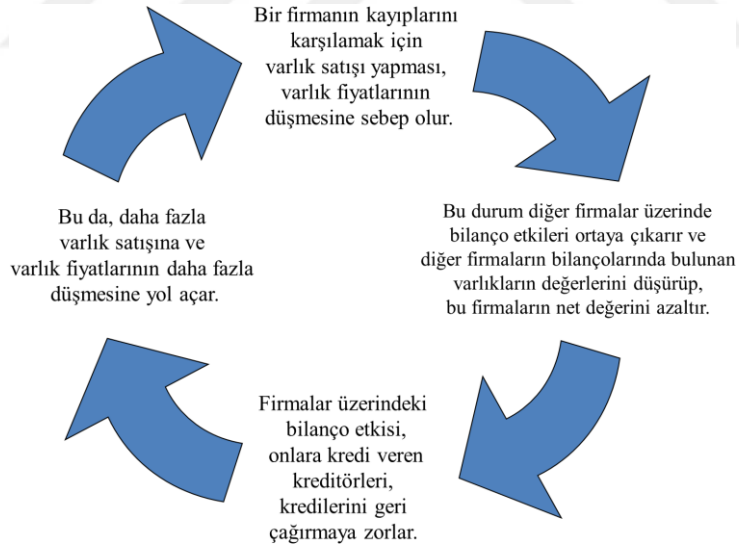 Bir firmanın kayıplarını
karşılamak için
varlık satışı yapması,
varlık fiyatlarının
düşmesine sebep olur.
Bu durum diğer firmalar üzerinde
bilanço etkileri ortaya çıkarır ve
diğer firmaların bilançolarında bulunan
varlıkların değerlerini düşürüp,
bu firmaların net değerini azaltır.
Firmalar üzerindeki
bilanço etkisi,
onlara kredi veren
kreditörleri,
kredilerini geri
çağırmaya zorlar.
Bu da, daha fazla
varlık satışına ve
varlık fiyatlarının daha fazla
düşmesine yol açar.